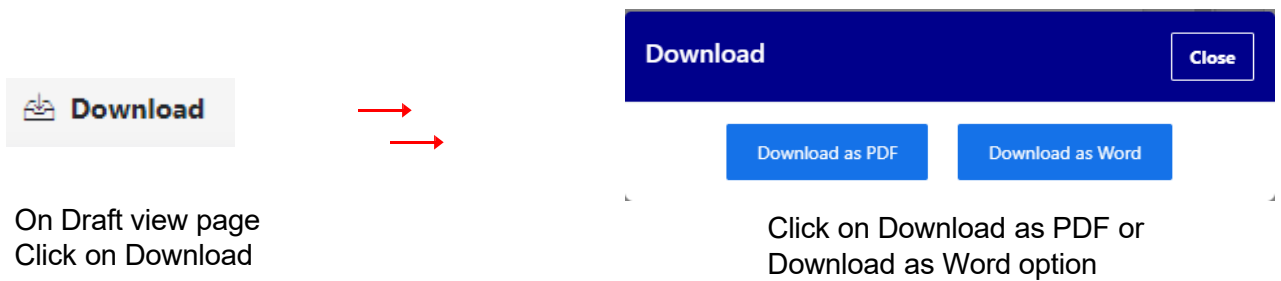 Download
On Draft view page
Click on Download
Download
Close
Download as PDF
Download as Word
Click on Download as PDF or
Download as Word option